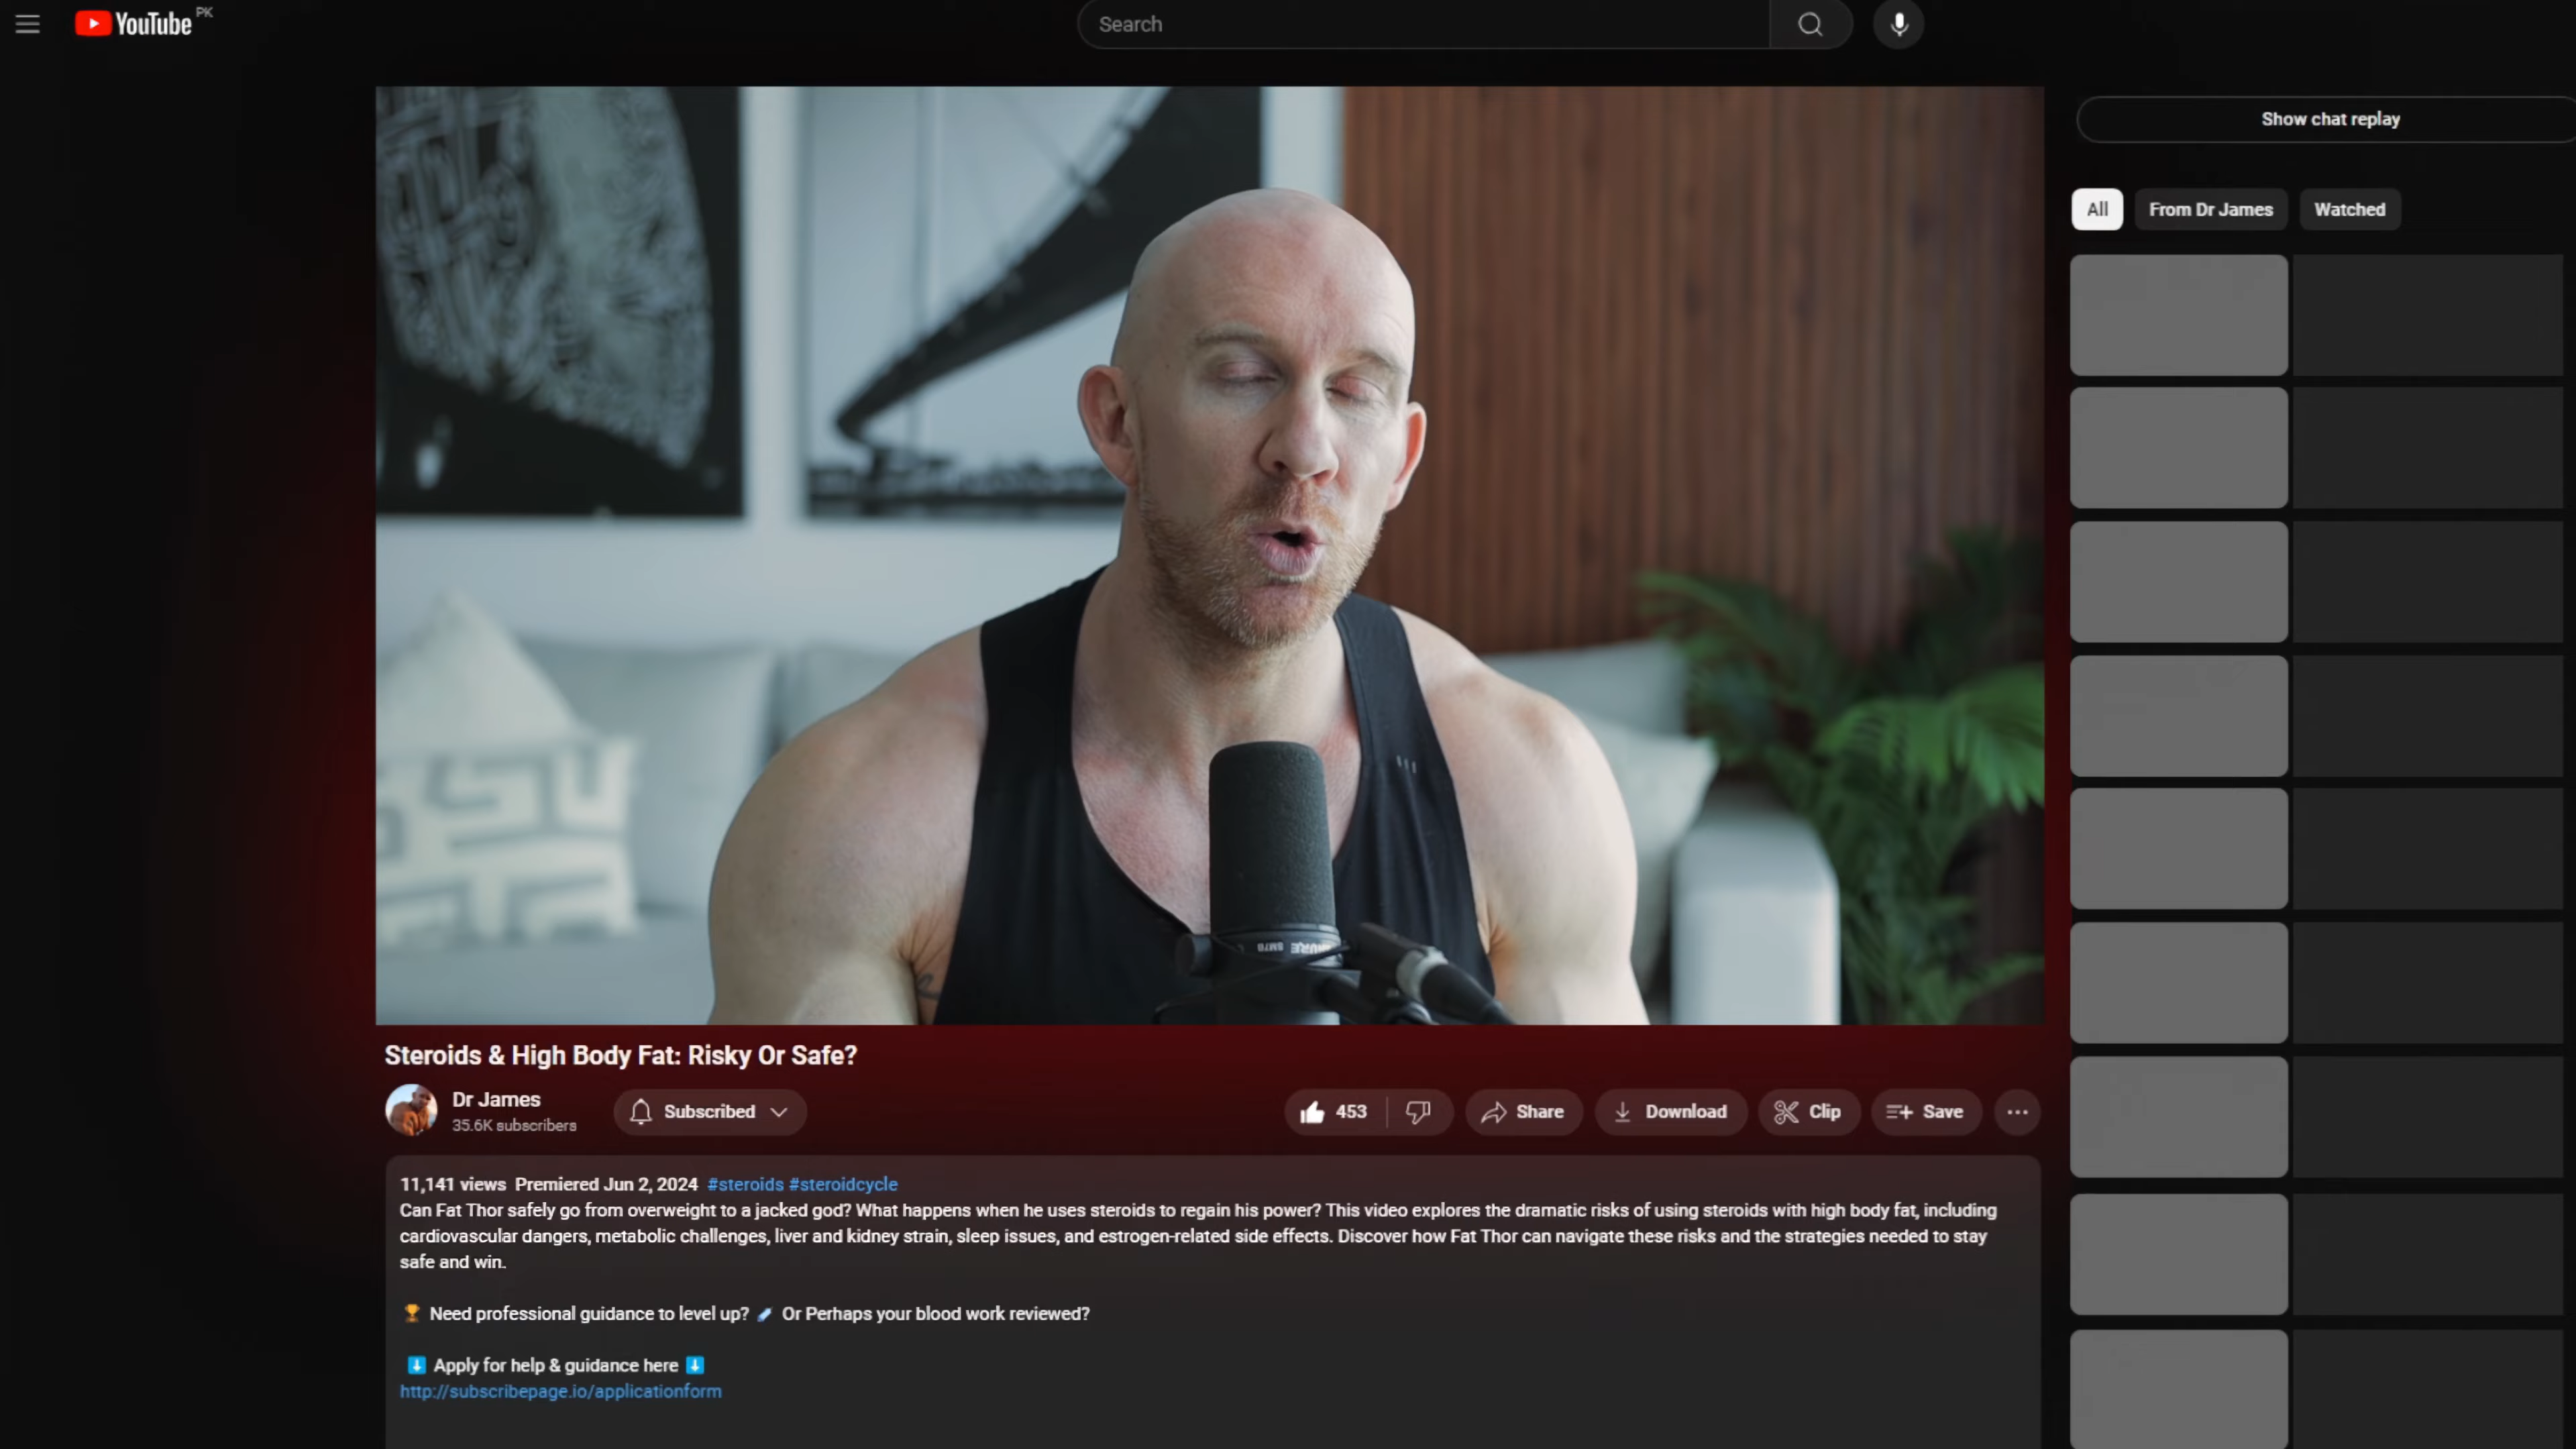 YouTube PK
Search
Show chat replay
All From Dr James Watched
SHURE SM7B
Steroids & High Body Fat: Risky Or Safe?
Dr James
35.6K subscribers
Subscribed
453 Share Download Clip Save
11,141 views Premiered Jun 2, 2024 #steroids #steroidcycle
Can Fat Thor safely go from overweight to a jacked god? What happens when he uses steroids to regain his power? This video explores the dramatic risks of using steroids with high body fat, including
cardiovascular dangers, metabolic challenges, liver and kidney strain, sleep issues, and estrogen-related side effects. Discover how Fat Thor can navigate these risks and the strategies needed to stay
safe and win.
🏆 Need professional guidance to level up? 💉 Or Perhaps your blood work reviewed?
⬇️ Apply for help & guidance here ⬇️
http://subscribepage.io/applicationform